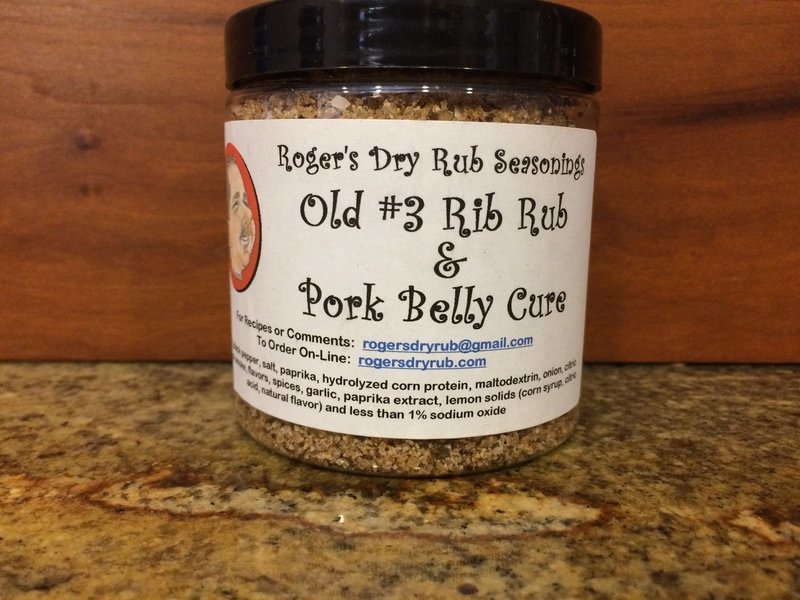 Roger's Dry Rub Seasonings
Old #3 Rib Rub
&
Pork Belly Cure
For Recipes or Comments: rogersdryrub@gmail.com
To Order On-Line: rogersdryrub.com
pepper, salt, paprika, hydrolyzed corn protein, maltodextrin, onion, citric
flavors, spices, garlic, paprika extract, lemon solids (corn syrup, citric
acid, natural flavor) and less than 1% sodium oxide